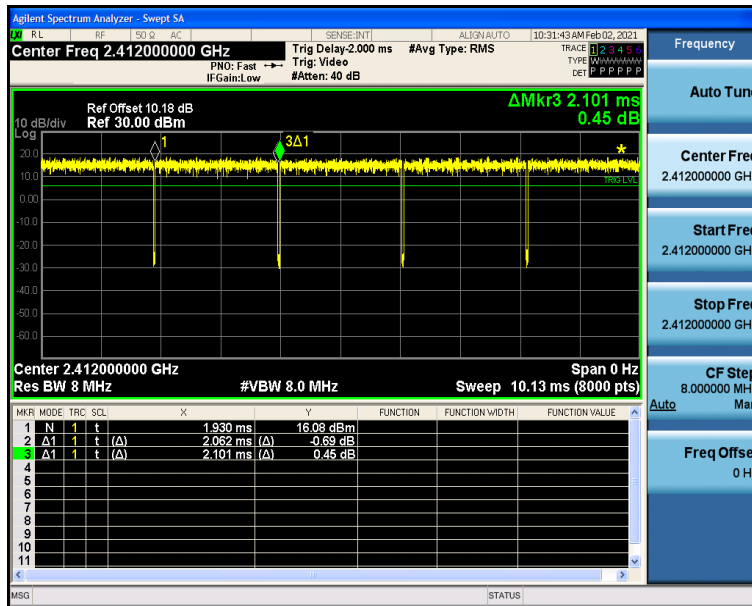 Agilent Spectrum Analyzer - Swept SA
LXI RL RF 50 Ω AC SENSE:INT ALIGN AUTO 10:31:43 AM Feb 02, 2021
Center Freq 2.412000000 GHz
PNO: Fast
IFGain:Low
Trig Delay-2.000 ms
Trig: Video
#Atten: 40 dB
#Avg Type: RMS
TRACE 1 2 3 4 5 6
TYPE WWWWWW
DET P P P P P P
Ref Offset 10.18 dB
10 dB/div Ref 30.00 dBm
Log
ΔMkr3 2.101 ms
0.45 dB
1
3Δ1
*
TRIG LVL
20.0
10.0
0.00
-10.0
-20.0
-30.0
-40.0
-50.0
-60.0
Center 2.412000000 GHz Span 0 Hz
Res BW 8 MHz #VBW 8.0 MHz Sweep 10.13 ms (8000 pts)
MKR MODE TRC SCL X Y FUNCTION FUNCTION WIDTH FUNCTION VALUE
1 N 1 t 1.930 ms 16.08 dBm
2 Δ1 1 t (Δ) 2.062 ms (Δ) -0.69 dB
3 Δ1 1 t (Δ) 2.101 ms (Δ) 0.45 dB
4
5
6
7
8
9
10
11
MSG STATUS
Frequency
Auto Tun
Center Fre
2.412000000 GH
Start Fre
2.412000000 GH
Stop Fre
2.412000000 GH
CF Step
8.000000 MH
Auto Ma
Freq Offse
0 H